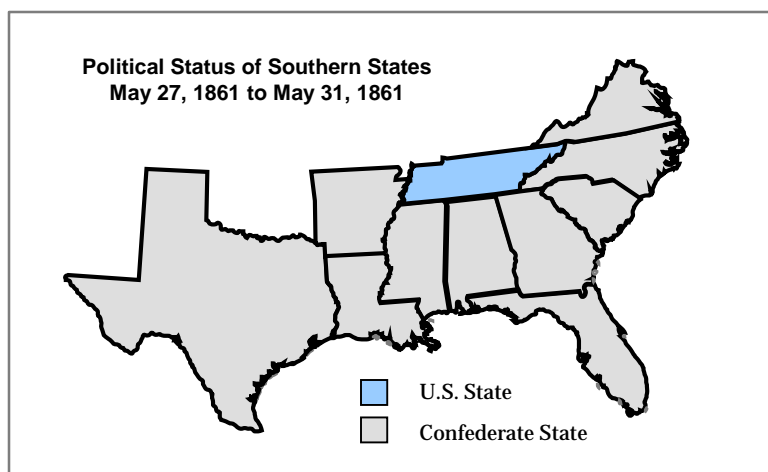 Political Status of Southern States
May 27, 1861 to May 31, 1861
U.S. State
Confederate State